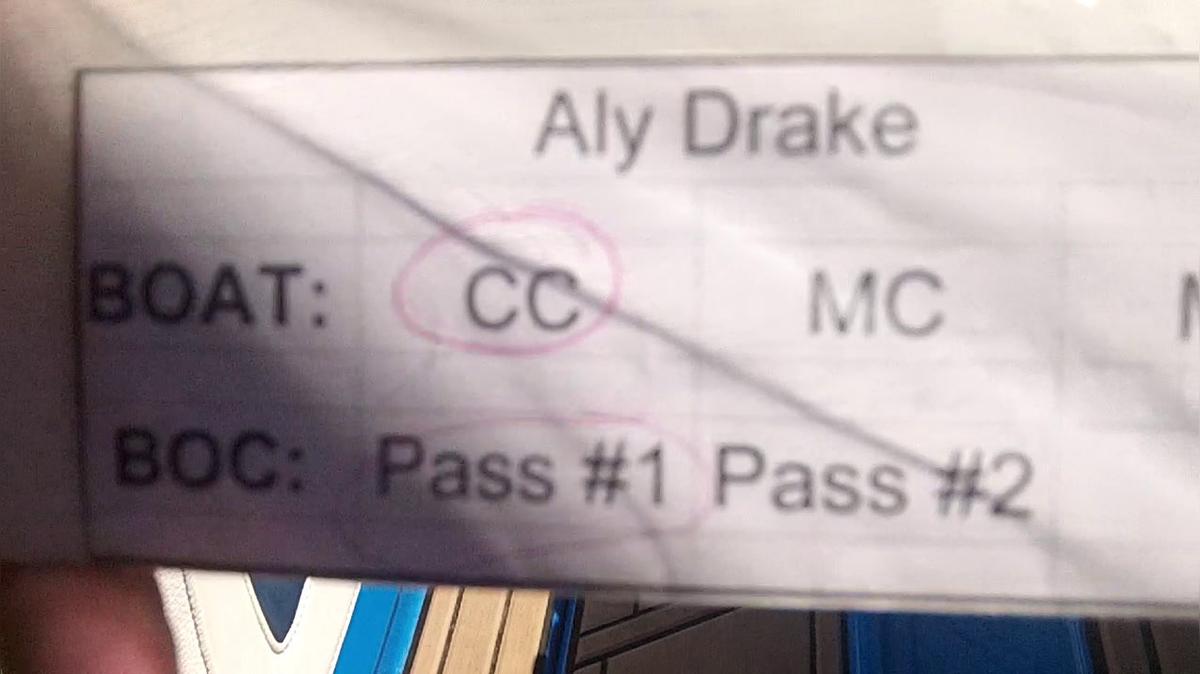 Aly Drake
BOAT: CC MC
BOC: Pass #1 Pass #2